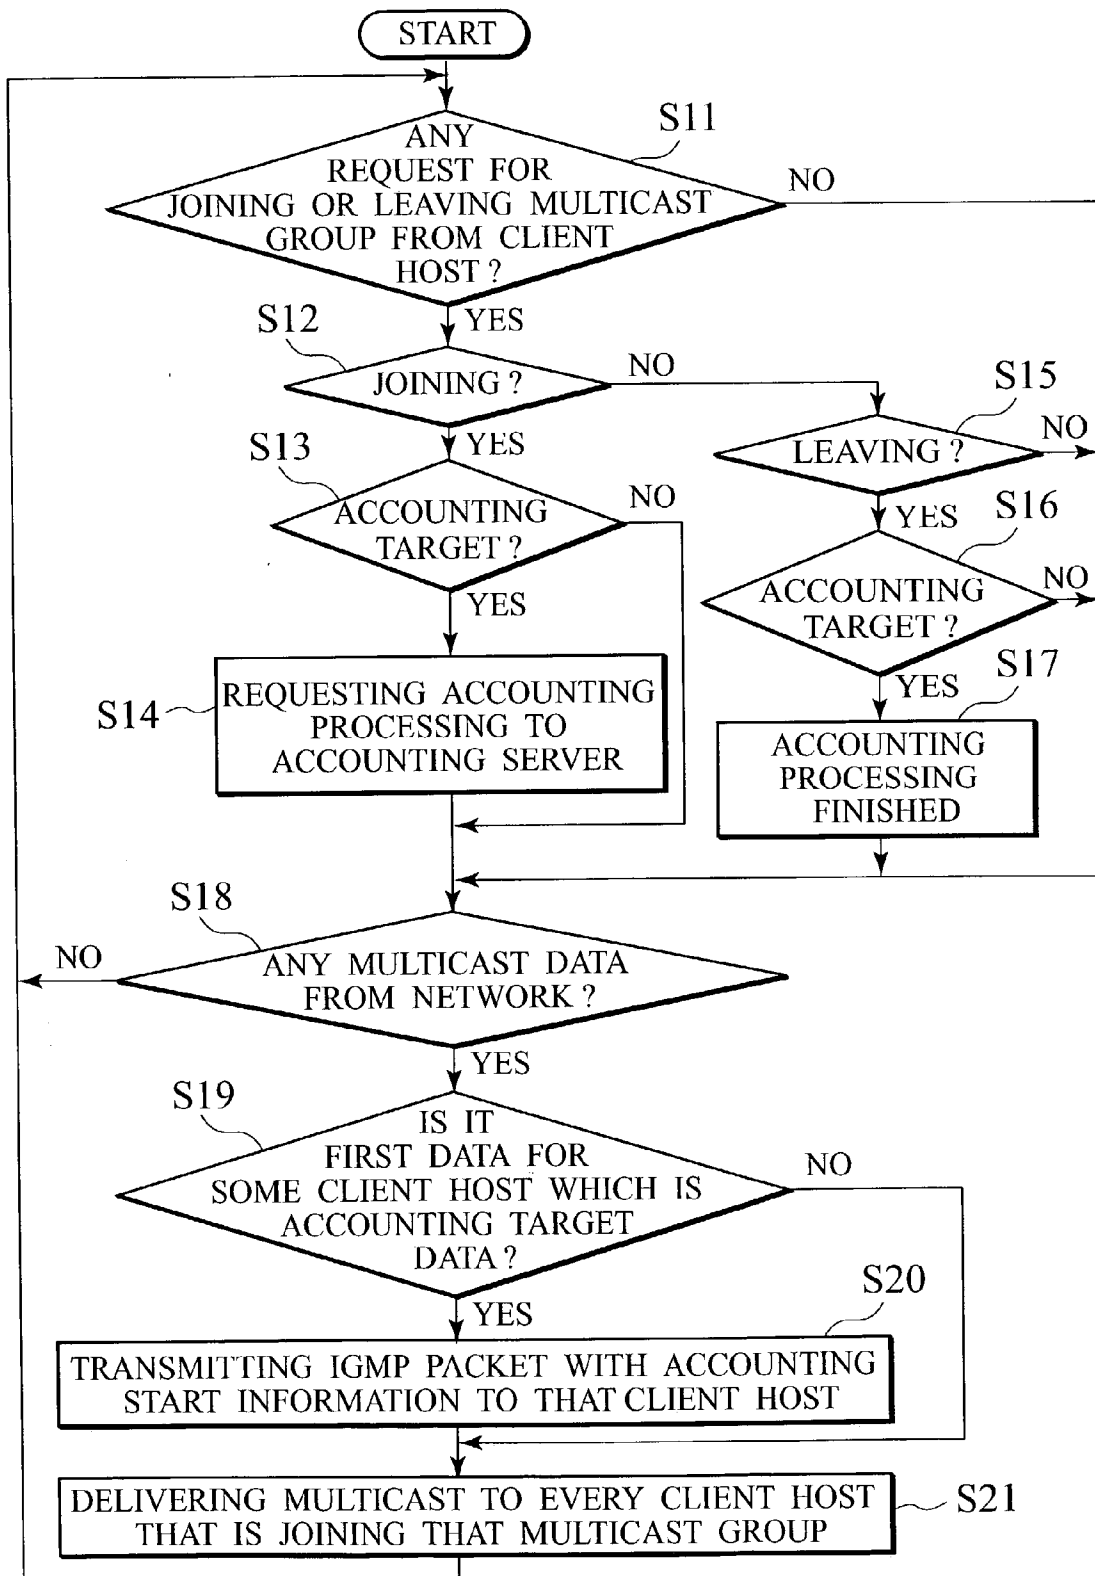 START
S11
ANY
REQUEST FOR
JOINING OR LEAVING MULTICAST
GROUP FROM CLIENT
HOST?
NO
YES
S12
JOINING?
NO
YES
S15
LEAVING?
NO
YES
S13
ACCOUNTING
TARGET?
NO
YES
S16
ACCOUNTING
TARGET?
NO
YES
S14
REQUESTING ACCOUNTING
PROCESSING TO
ACCOUNTING SERVER
S17
ACCOUNTING
PROCESSING
FINISHED
S18
ANY MULTICAST DATA
FROM NETWORK?
NO
YES
S19
IS IT
FIRST DATA FOR
SOME CLIENT HOST WHICH IS
ACCOUNTING TARGET
DATA?
NO
YES
S20
TRANSMITTING IGMP PACKET WITH ACCOUNTING
START INFORMATION TO THAT CLIENT HOST
DELIVERING MULTICAST TO EVERY CLIENT HOST
THAT IS JOINING THAT MULTICAST GROUP
S21